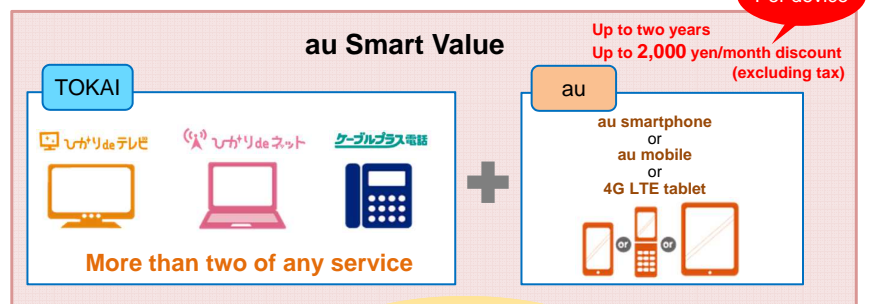 For device
au Smart Value
Up to two years
Up to 2,000 yen/month discount
(excluding tax)
TOKAI
au
ひかりdeテレビ
ひかりdeネット
ケーブルプラス電話
au smartphone
or
au mobile
or
4G LTE tablet
or
or
More than two of any service